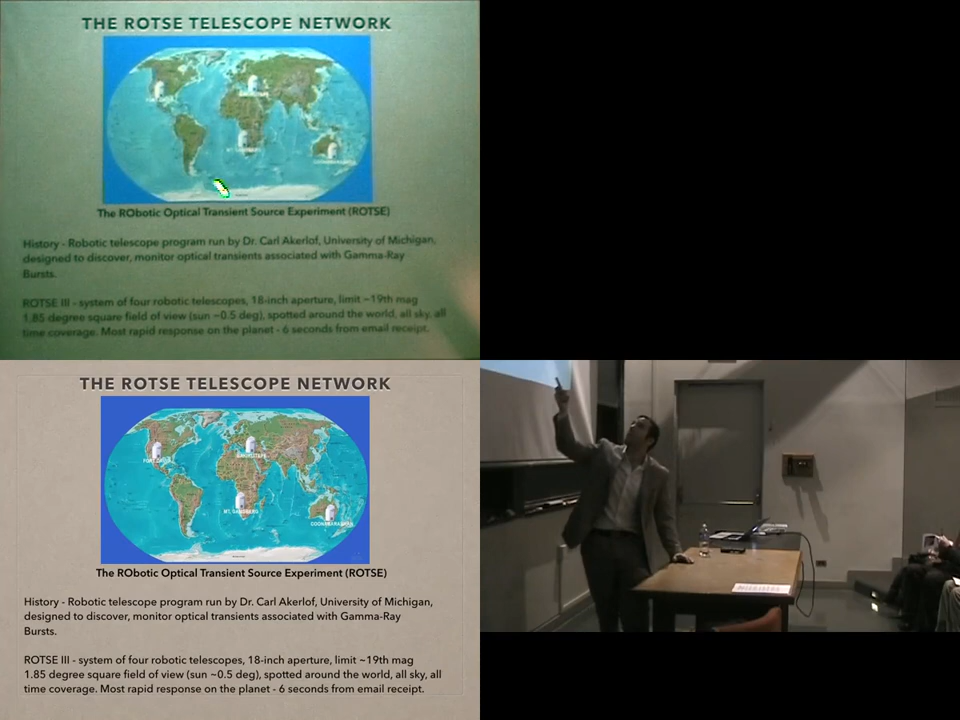 THE ROTSE TELESCOPE NETWORK
The RObotic Optical Transient Source Experiment (ROTSE)
History - Robotic telescope program run by Dr. Carl Akerlof, University of Michigan,
designed to discover, monitor optical transients associated with Gamma-Ray
Bursts.
ROTSE III - system of four robotic telescopes, 18-inch aperture, limit ~19th mag
1.85 degree square field of view (sun ~0.5 deg), spotted around the world, all sky, all
time coverage. Most rapid response on the planet - 6 seconds from email receipt.
THE ROTSE TELESCOPE NETWORK
MT. GAMSBERG
COONABARABRAN
The RObotic Optical Transient Source Experiment (ROTSE)
History - Robotic telescope program run by Dr. Carl Akerlof, University of Michigan,
designed to discover, monitor optical transients associated with Gamma-Ray
Bursts.
ROTSE III - system of four robotic telescopes, 18-inch aperture, limit ~19th mag
1.85 degree square field of view (sun ~0.5 deg), spotted around the world, all sky, all
time coverage. Most rapid response on the planet - 6 seconds from email receipt.